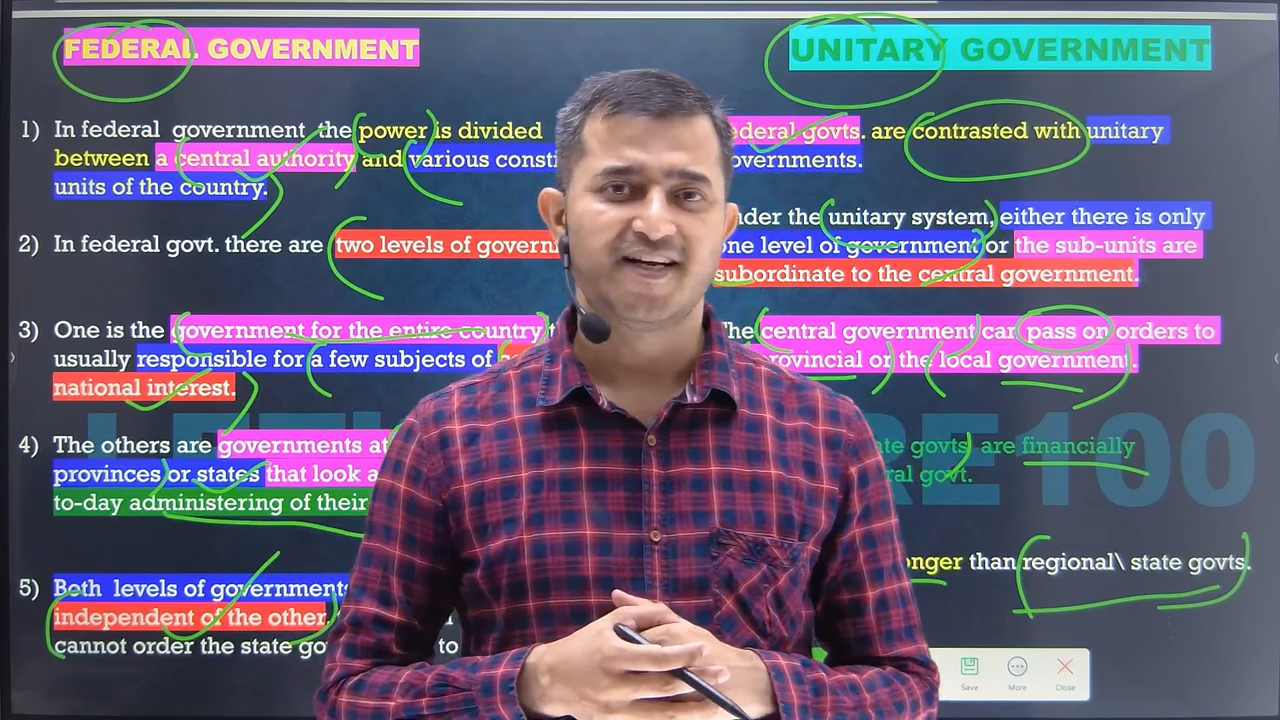 FEDERAL GOVERNMENT
1) In federal government the power is divided
between a central authority and various consti
units of the country.
2) In federal govt. there are two levels of govern
3) One is the government for the entire country
usually responsible for a few subjects of
national interest.
4) The others are governments at
provinces or states that look a
to-day administering of their
5) Both levels of governments
independent of the other.
cannot order the state go to
UNITARY GOVERNMENT
ederal govts. are contrasted with unitary
overnments.
nder the unitary system, either there is only
one level of government or the sub-units are
subordinate to the central government.
The central government can pass on orders to
provincial or the local government.
ate govts are financially
ral govt.
onger than regional\ state govts.
RE100
Save More Close